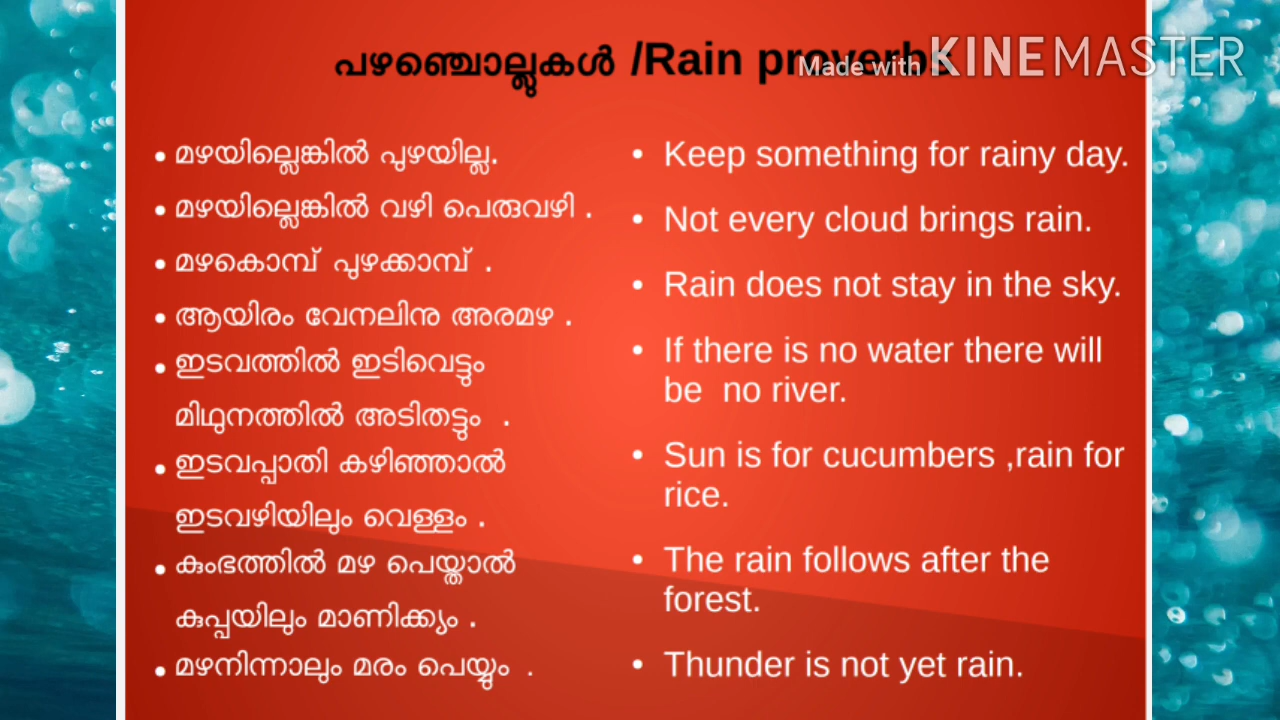 പഴഞ്ചൊല്ലുകൾ /Rain proverbs
Made with KINEMASTER
• മഴയില്ലെങ്കിൽ പുഴയില്ല.
• മഴയില്ലെങ്കിൽ വഴി പെരുവഴി .
• മഴകൊമ്പ് പുഴക്കാമ്പ് .
• ആയിരം വേനലിനു അരമഴ .
• ഇടവത്തിൽ ഇടിവെട്ടും
മിഥുനത്തിൽ അടിതട്ടും .
• ഇടവപ്പാതി കഴിഞ്ഞാൽ
ഇടവഴിയിലും വെള്ളം .
• കുംഭത്തിൽ മഴ പെയ്താൽ
കുപ്പയിലും മാണിക്ക്യം .
• മഴനിന്നാലും മരം പെയ്യും .
• Keep something for rainy day.
• Not every cloud brings rain.
• Rain does not stay in the sky.
• If there is no water there will
be no river.
• Sun is for cucumbers ,rain for
rice.
• The rain follows after the
forest.
• Thunder is not yet rain.